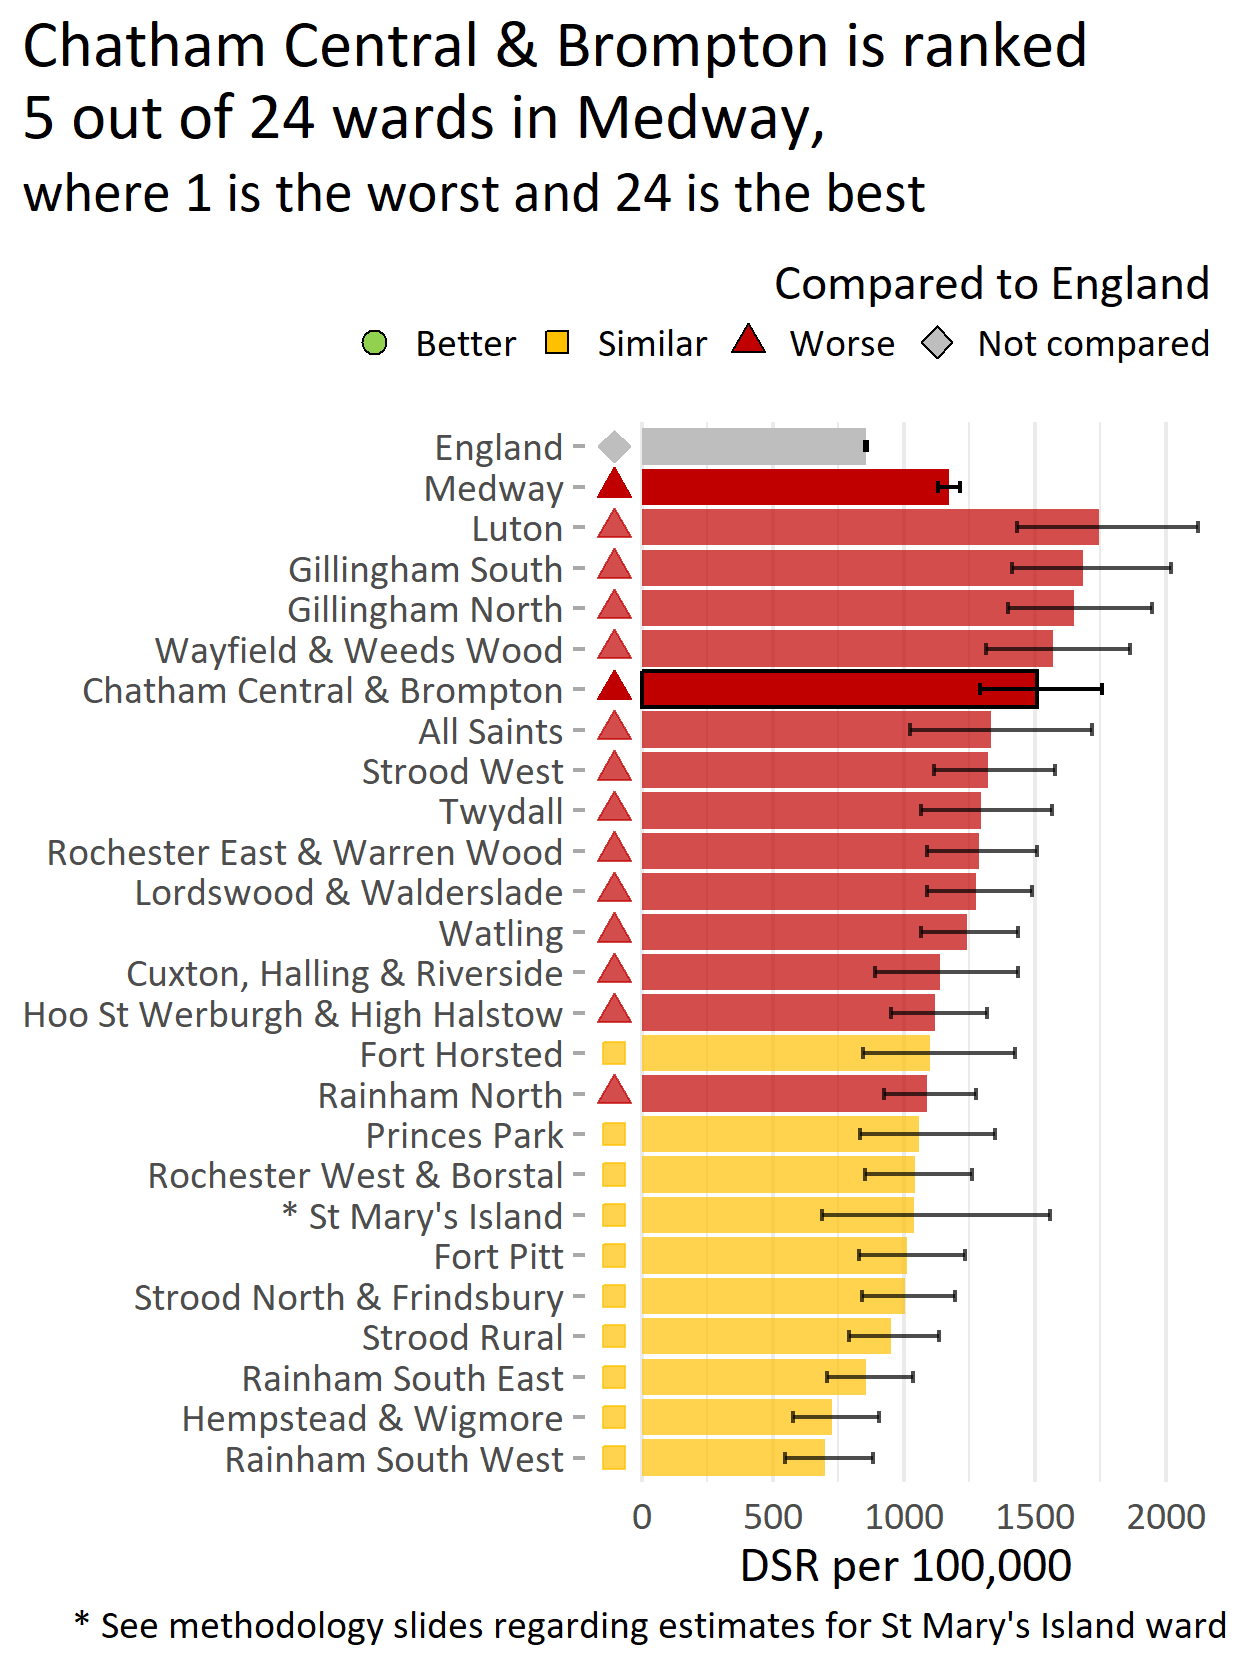 Chatham Central & Brompton is ranked
5 out of 24 wards in Medway,
where 1 is the worst and 24 is the best
Compared to England
Better Similar Worse Not compared
England
Medway
Luton
Gillingham South
Gillingham North
Wayfield & Weeds Wood
Chatham Central & Brompton
All Saints
Strood West
Twydall
Rochester East & Warren Wood
Lordswood & Walderslade
Watling
Cuxton, Halling & Riverside
Hoo St Werburgh & High Halstow
Fort Horsted
Rainham North
Princes Park
Rochester West & Borstal
* St Mary's Island
Fort Pitt
Strood North & Frindsbury
Strood Rural
Rainham South East
Hempstead & Wigmore
Rainham South West
0 500 1000 1500 2000
DSR per 100,000
* See methodology slides regarding estimates for St Mary's Island ward